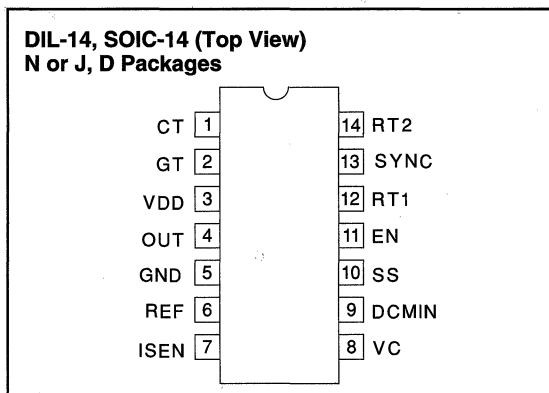 DIL-14, SOIC-14 (Top View)
N or J, D Packages
CT 1 14 RT2
GT 2 13 SYNC
VDD 3 12 RT1
OUT 4 11 EN
GND 5 10 SS
REF 6 9 DCMIN
ISEN 7 8 VC